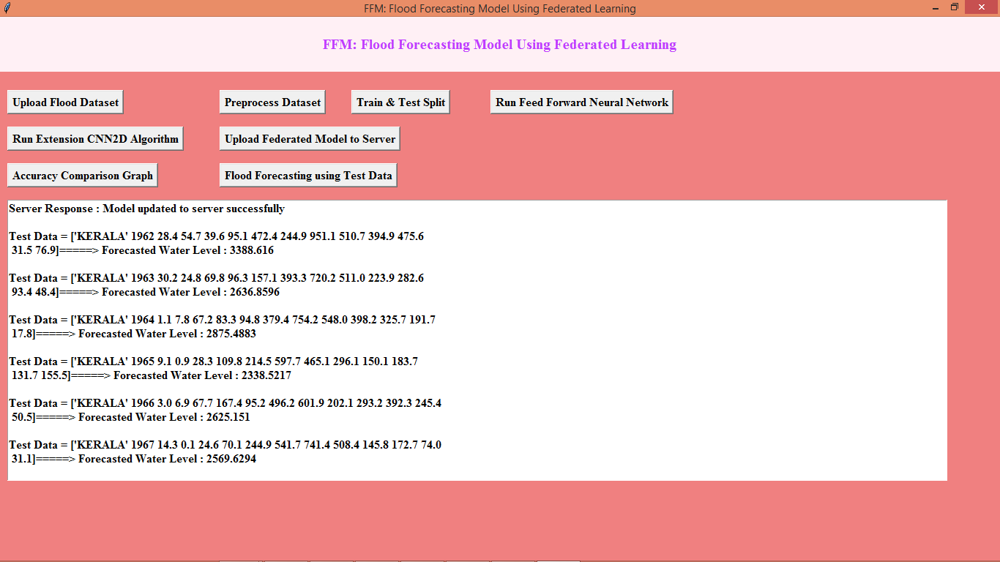 FFM: Flood Forecasting Model Using Federated Learning
FFM: Flood Forecasting Model Using Federated Learning
Upload Flood Dataset
Preprocess Dataset
Train & Test Split
Run Feed Forward Neural Network
Run Extension CNN2D Algorithm
Upload Federated Model to Server
Accuracy Comparison Graph
Flood Forecasting using Test Data
Server Response : Model updated to server successfully
Test Data = ['KERALA' 1962 28.4 54.7 39.6 95.1 472.4 244.9 951.1 510.7 394.9 475.6
31.5 76.9]=====> Forecasted Water Level : 3388.616
Test Data = ['KERALA' 1963 30.2 24.8 69.8 96.3 157.1 393.3 720.2 511.0 223.9 282.6
93.4 48.4]=====> Forecasted Water Level : 2636.8596
Test Data = ['KERALA' 1964 1.1 7.8 67.2 83.3 94.8 379.4 754.2 548.0 398.2 325.7 191.7
17.8]=====> Forecasted Water Level : 2875.4883
Test Data = ['KERALA' 1965 9.1 0.9 28.3 109.8 214.5 597.7 465.1 296.1 150.1 183.7
131.7 155.5]=====> Forecasted Water Level : 2338.5217
Test Data = ['KERALA' 1966 3.0 6.9 67.7 167.4 95.2 496.2 601.9 202.1 293.2 392.3 245.4
50.5]=====> Forecasted Water Level : 2625.151
Test Data = ['KERALA' 1967 14.3 0.1 24.6 70.1 244.9 541.7 741.4 508.4 145.8 172.7 74.0
31.1]=====> Forecasted Water Level : 2569.6294